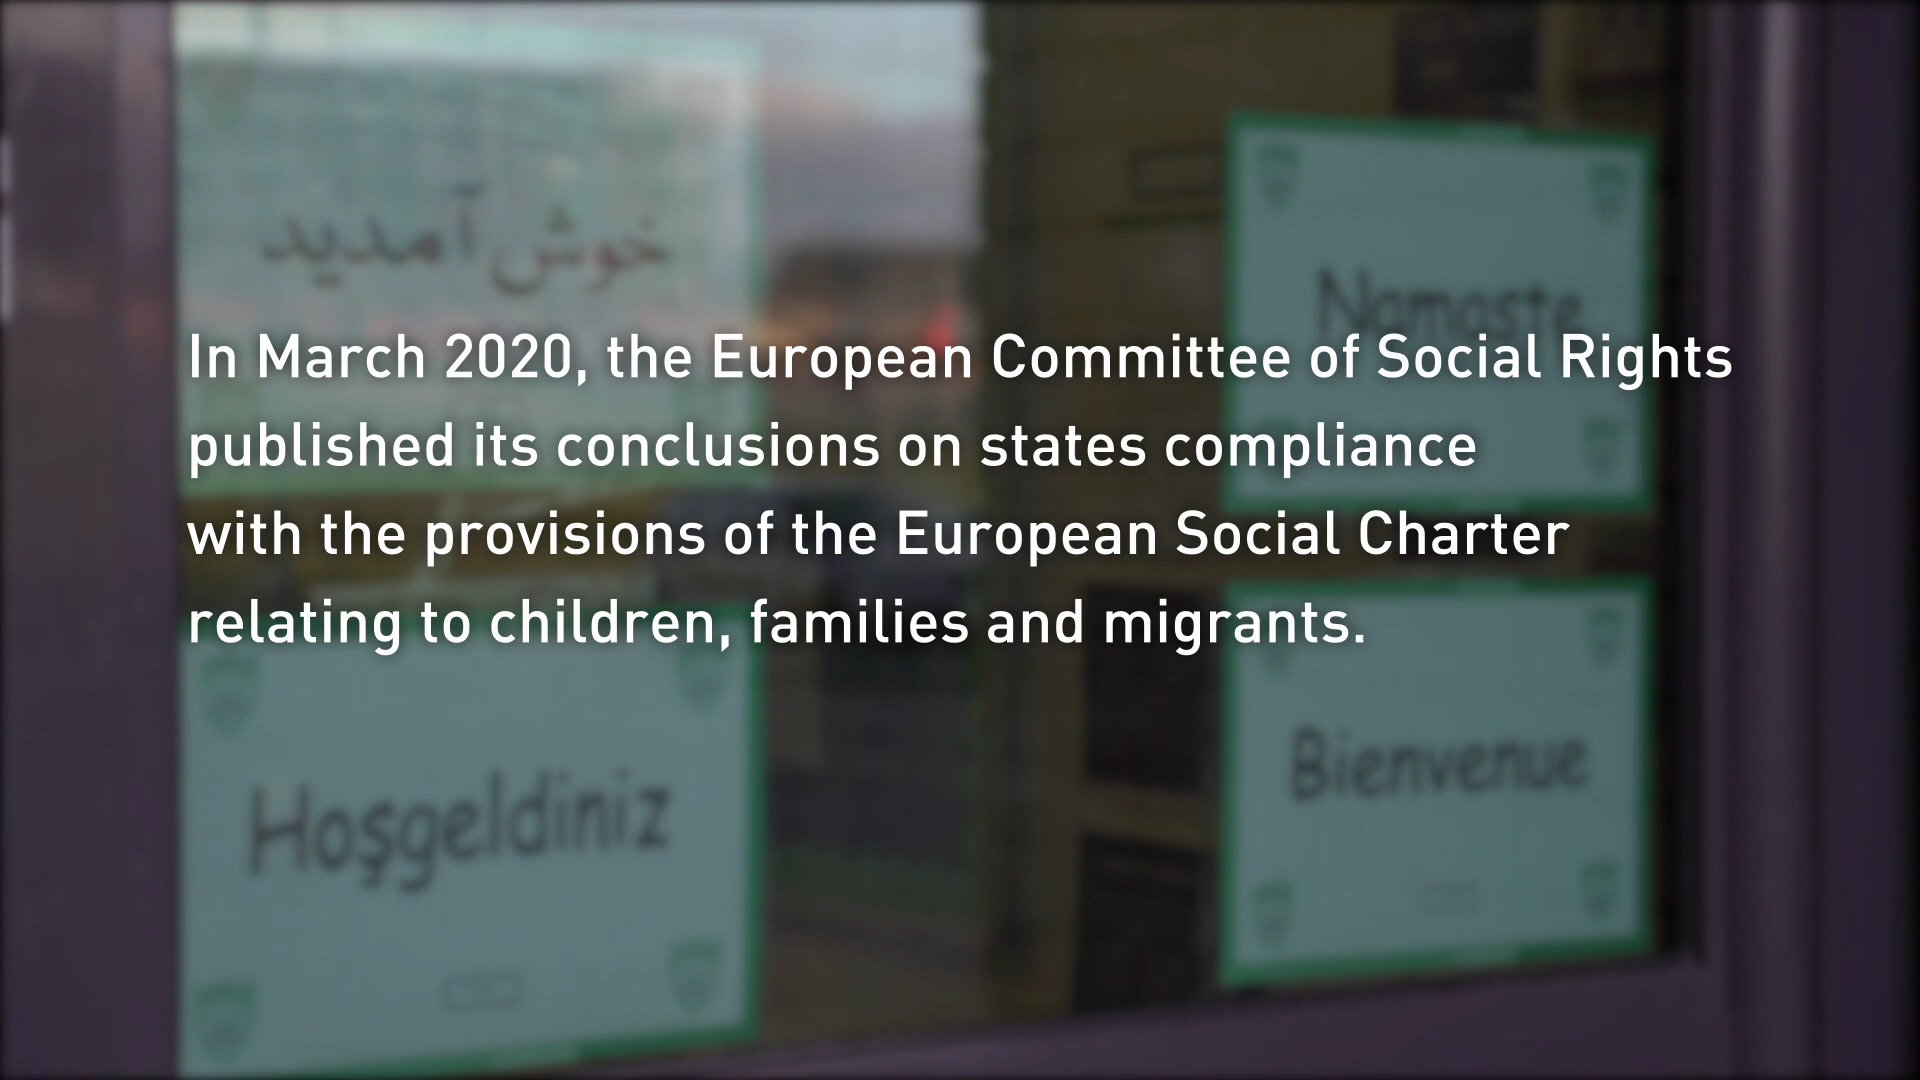 خوش آمدید
Namaste
In March 2020, the European Committee of Social Rights
published its conclusions on states compliance
with the provisions of the European Social Charter
relating to children, families and migrants.
Hoşgeldiniz
Bienvenue